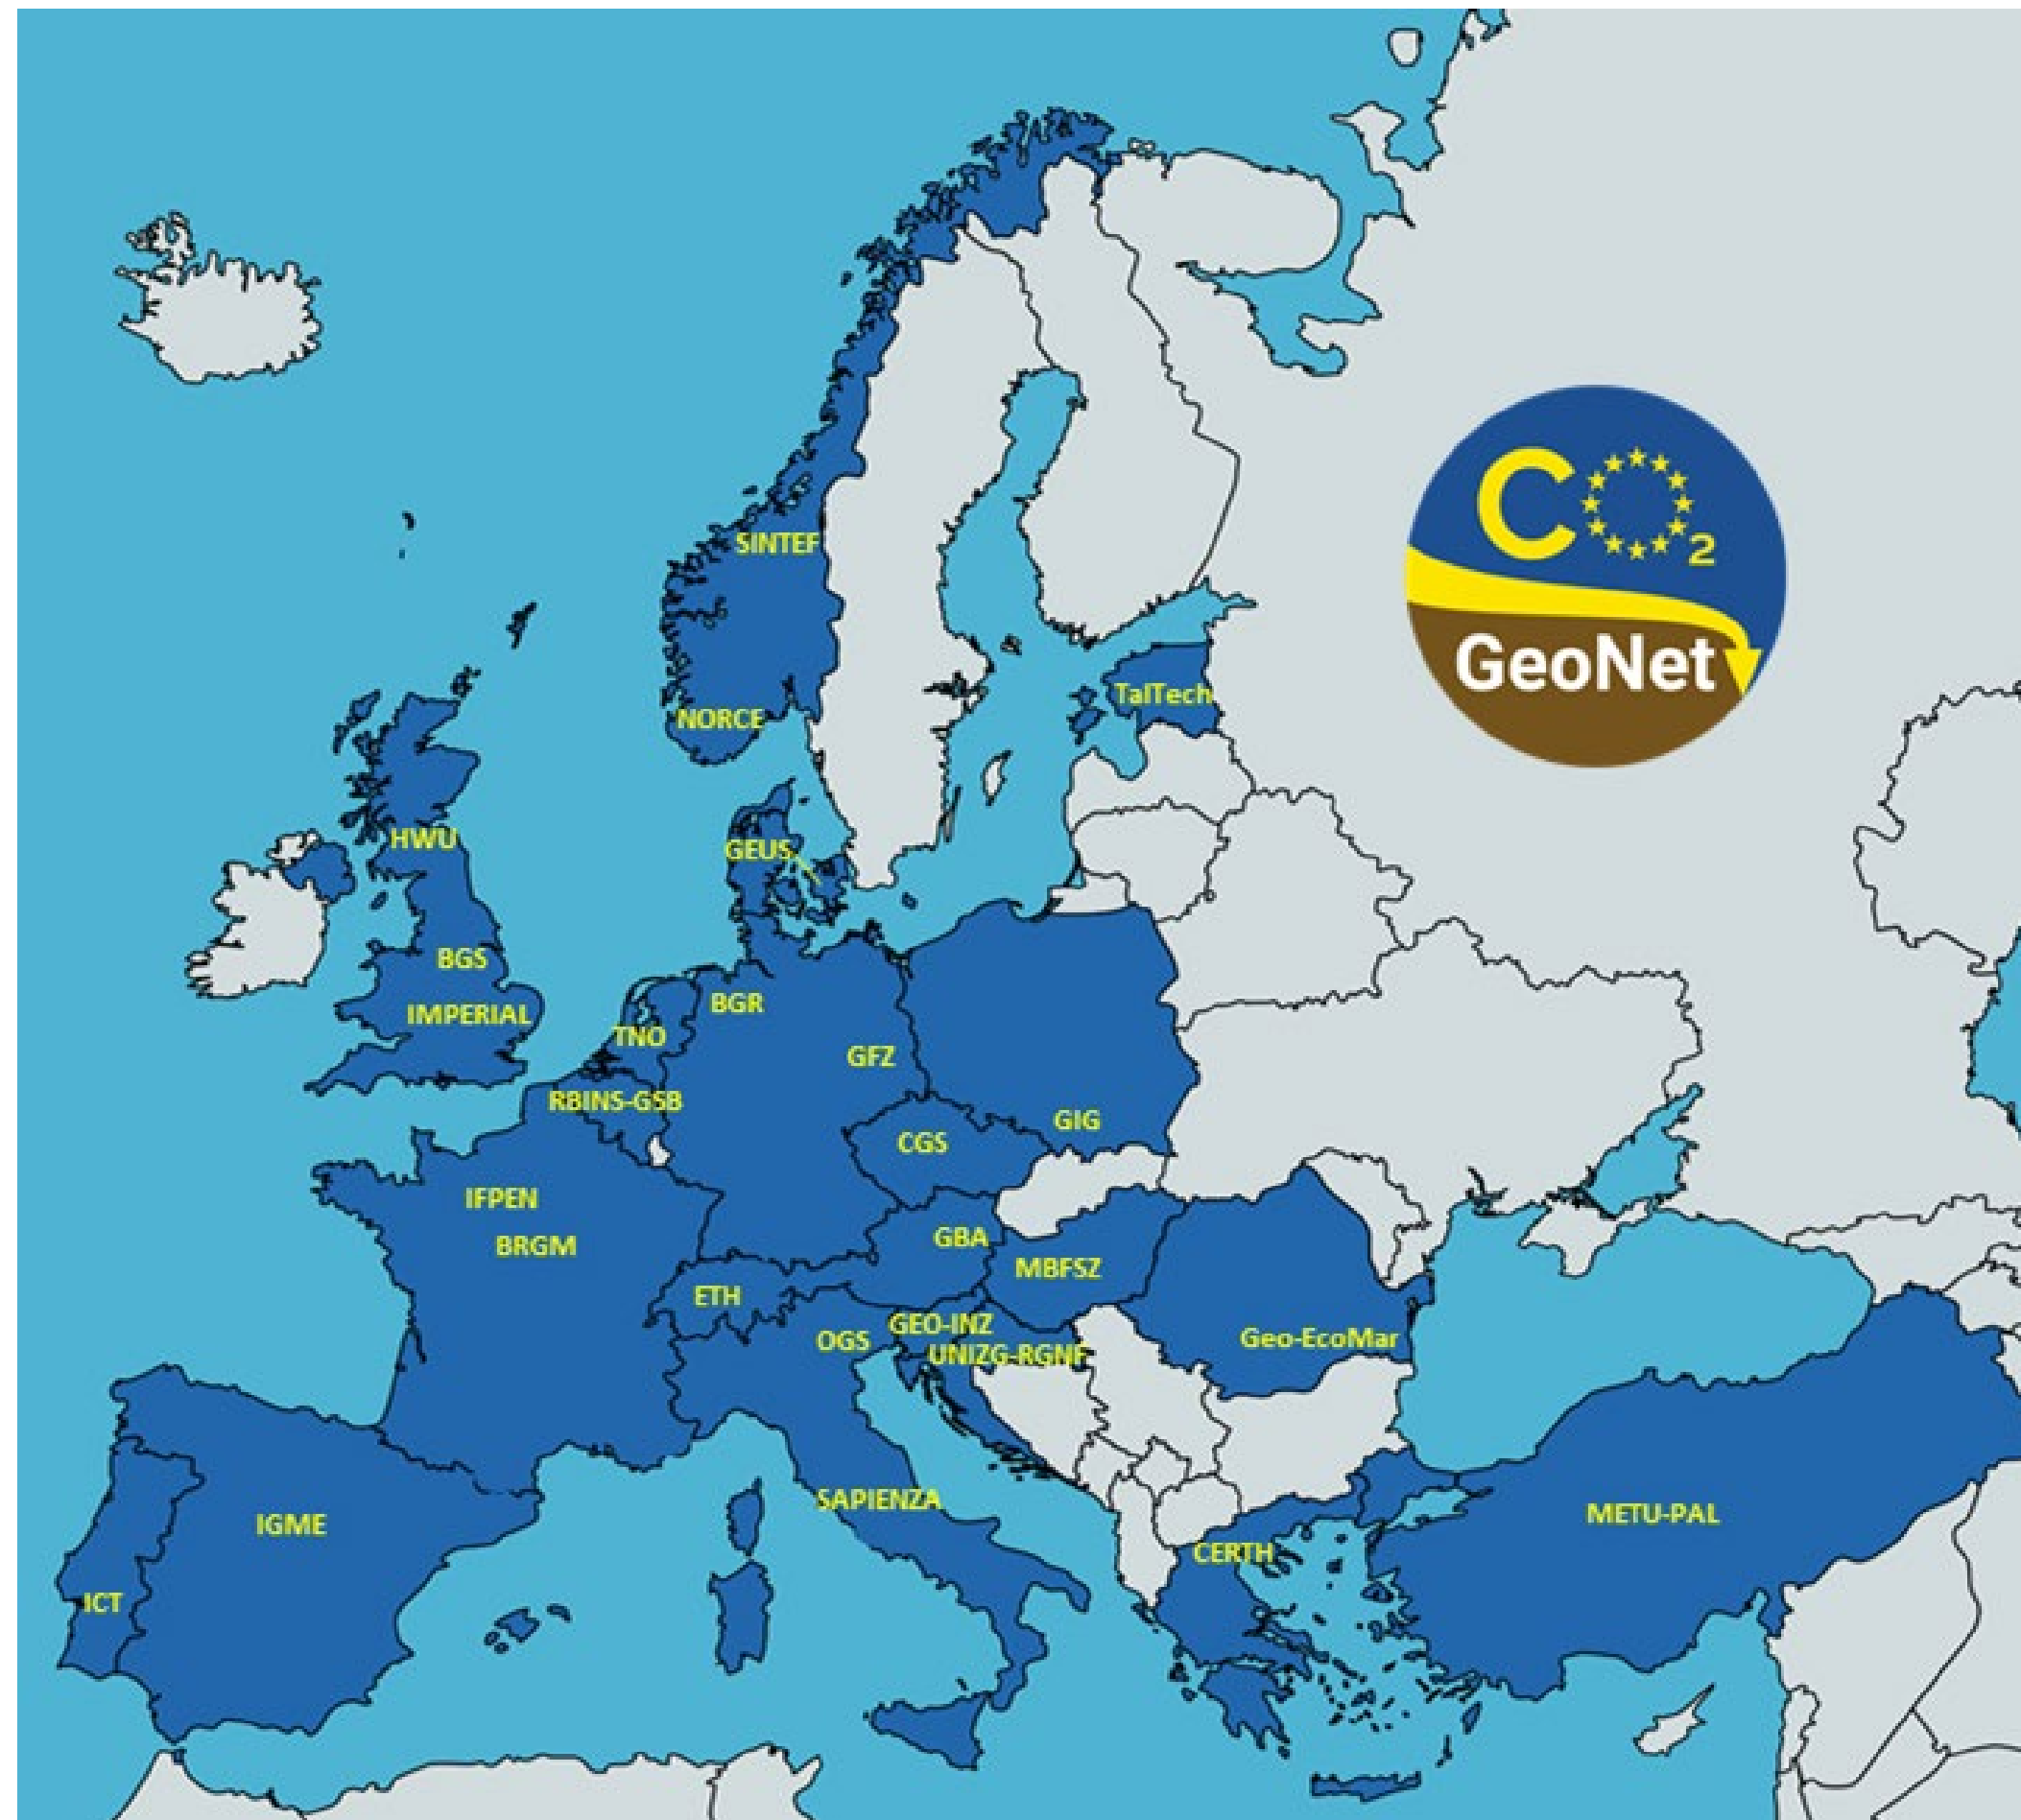 SINTEF
CO2
GeoNet
TalTech
NORCE
HWU
GEUS
BGS
BGR
IMPERIAL
TNO
GFZ
RBINS-GSB
GIG
CGS
IFPEN
GBA
BRGM
MBFSZ
ETH
GEO-INZ
OGS
Geo-EcoMar
UNIZG-RGNF
SAPIENZA
METU-PAL
IGME
CERTH
ICT